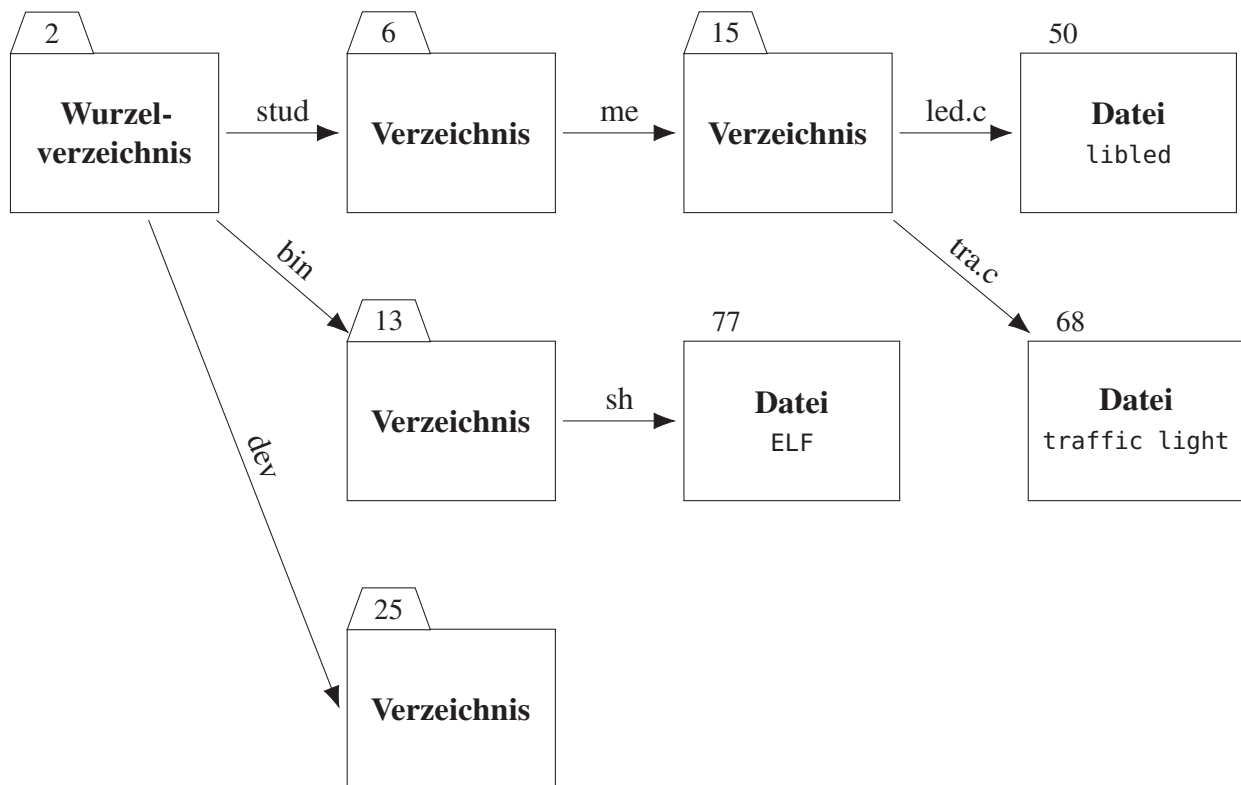 2
6
15
50
Wurzel-
verzeichnis
stud
Verzeichnis
me
Verzeichnis
led.c
Datei
libled
bin
tra.c
13
77
68
Verzeichnis
sh
Datei
ELF
Datei
traffic light
dev
25
Verzeichnis